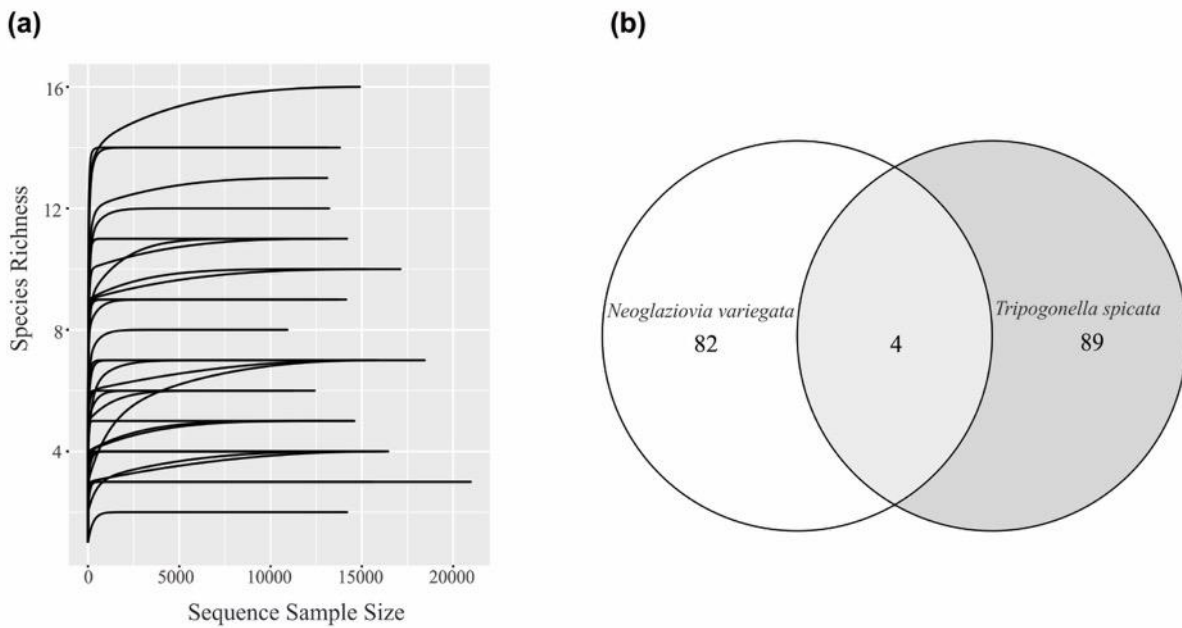 (a)
(b)
16
12
8
4
Species Richness
0 5000 10000 15000 20000
Sequence Sample Size
Neoglaziovia variegata
82
4
Tripogonella spicata
89